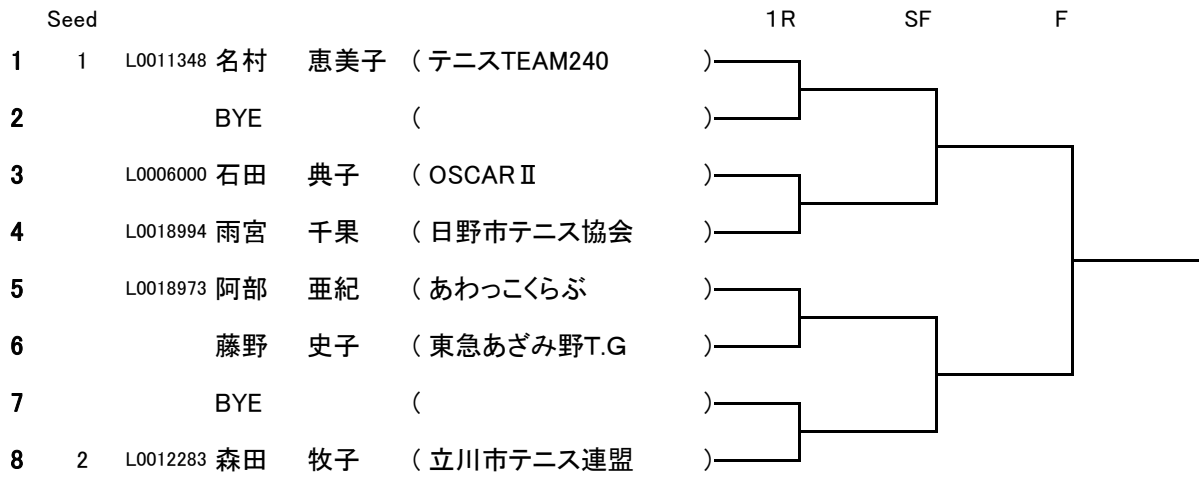 Seed 1R SF F
1 1 L0011348 名村 恵美子 ( テニスTEAM240 )
2 BYE ( )
3 L0006000 石田 典子 ( OSCARⅡ )
4 L0018994 雨宮 千果 ( 日野市テニス協会 )
5 L0018973 阿部 亜紀 ( あわっこくらぶ )
6 藤野 史子 ( 東急あざみ野T.G )
7 BYE ( )
8 2 L0012283 森田 牧子 ( 立川市テニス連盟 )